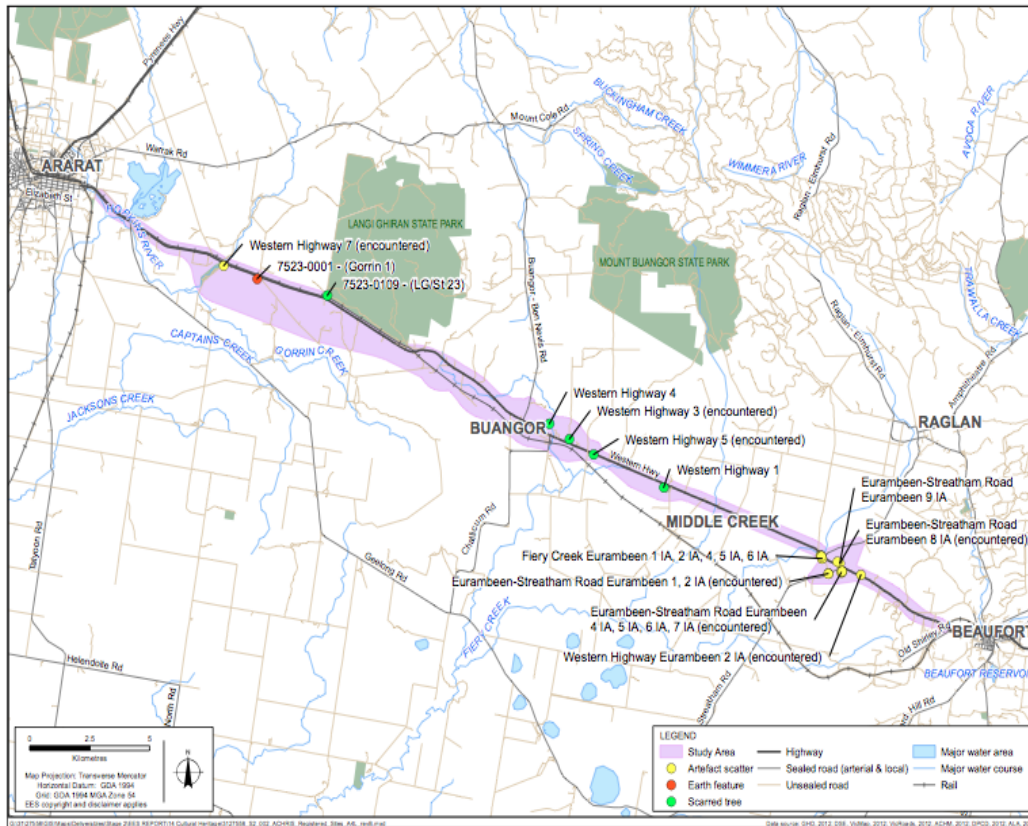 Pyrenees Hwy
BUCKINGHAM CREEK
AVOCA RIVER
Mount Cole Rd
SPRING CREEK
WIMMERA RIVER
Raglan - Elmhurst Rd
Warrak Rd
ARARAT
Elizabeth St
LANGI GHIRAN STATE PARK
MOUNT BUANGOR STATE PARK
Western Highway 7 (encountered)
7523-0001 - (Gorrin 1)
7523-0109 - (LG/St 23)
Buangor - Ben Nevis Rd
Raglan - Elmhurst Rd
TRAWALLA CREEK
CAPTAINS CREEK
GORRIN CREEK
JACKSONS CREEK
Amphitheatre Rd
Western Highway 4
Western Highway 3 (encountered)
BUANGOR
Western Highway 5 (encountered)
RAGLAN
Western Hwy
Western Highway 1
Eurambeen-Streatham Road
Eurambeen 9 IA
MIDDLE CREEK
Eurambeen-Streatham Road
Eurambeen 8 IA (encountered)
Tatyoon Rd
Geelong Rd
Chalicum Rd
Fiery Creek Eurambeen 1 IA, 2 IA, 4, 5 IA, 6 IA
Eurambeen-Streatham Road Eurambeen 1, 2 IA (encountered)
Eurambeen-Streatham Road Eurambeen
4 IA, 5 IA, 6 IA, 7 IA (encountered)
FIERY CREEK
Western Highway Eurambeen 2 IA (encountered)
Old Shirley Rd
BEAUFORT
BEAUFORT RESERVOIR
Helendoite Rd
North Rd
Streatham Rd
Hill Rd
0 2.5 5
Kilometres
Map Projection: Transverse Mercator
Horizontal Datum: GDA 1994
Grid: GDA 1994 MGA Zone 54
EES copyright and disclaimer applies
N
LEGEND
Study Area
Artefact scatter
Earth feature
Scarred tree
Highway
Sealed road (arterial & local)
Unsealed road
Major water area
Major water course
Rail